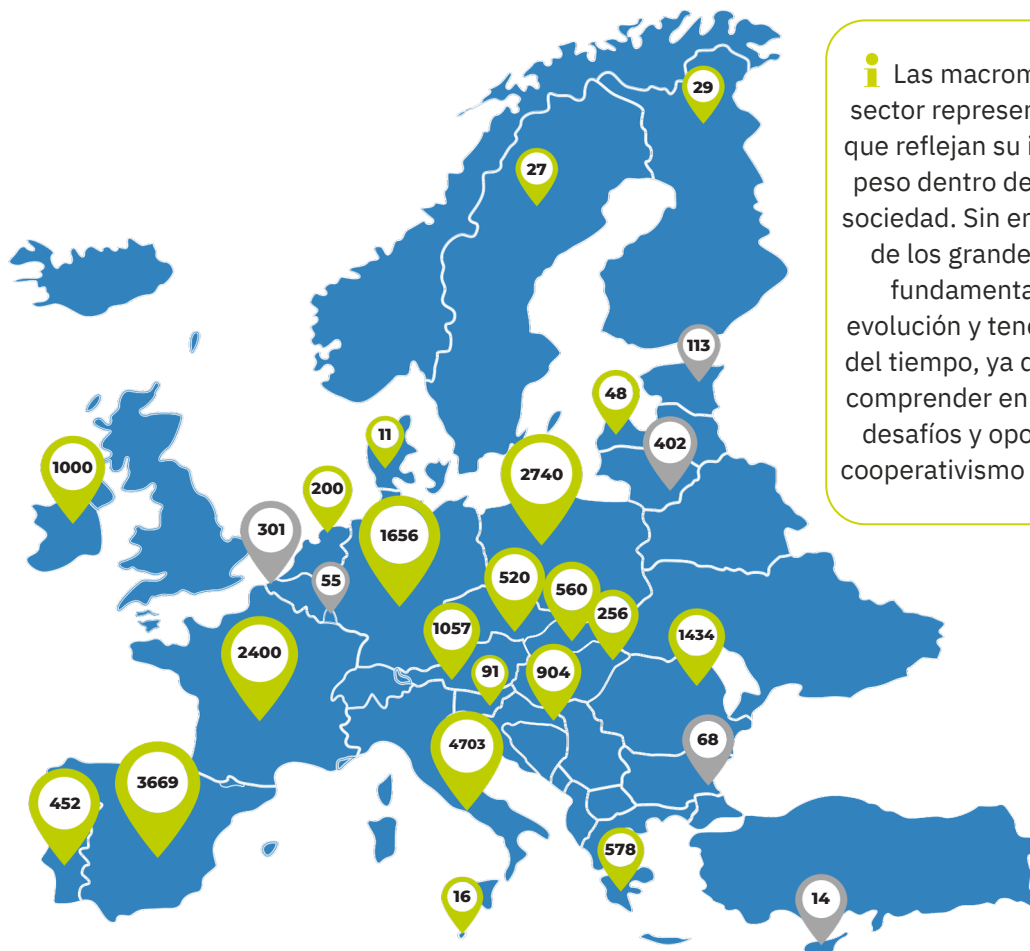 29
27
113
48
402
11
1000
200
2740
301
1656
55
520
560
256
1057
1434
2400
91
904
4703
68
3669
452
578
16
14
Las macrom
sector represen
que reflejan su i
peso dentro de
sociedad. Sin em
de los grande
fundamenta
evolución y tend
del tiempo, ya q
comprender en
desafíos y opo
cooperativismo